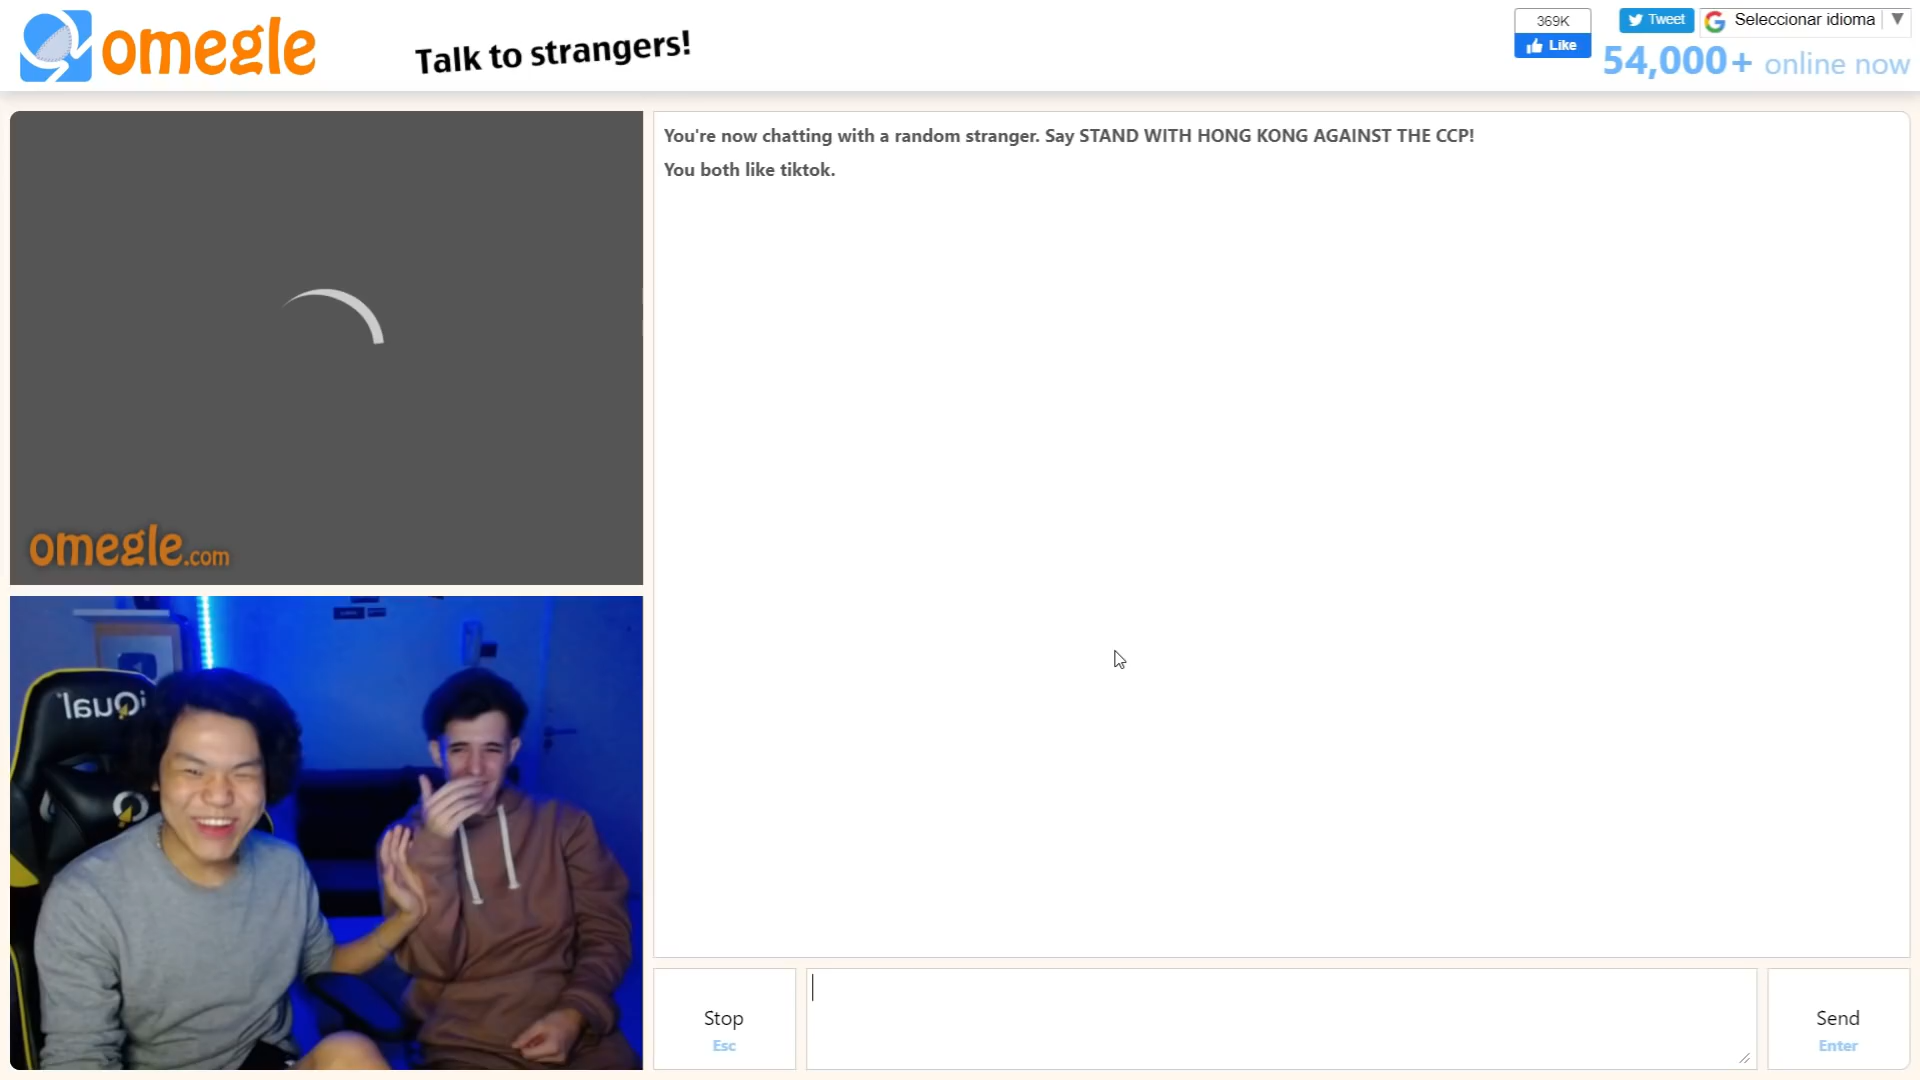 omegle
Talk to strangers!
369K
Like
Tweet
Seleccionar idioma
54,000+ online now
You're now chatting with a random stranger. Say STAND WITH HONG KONG AGAINST THE CCP!
You both like tiktok.
omegle.com
iQual
Stop
Esc
Send
Enter